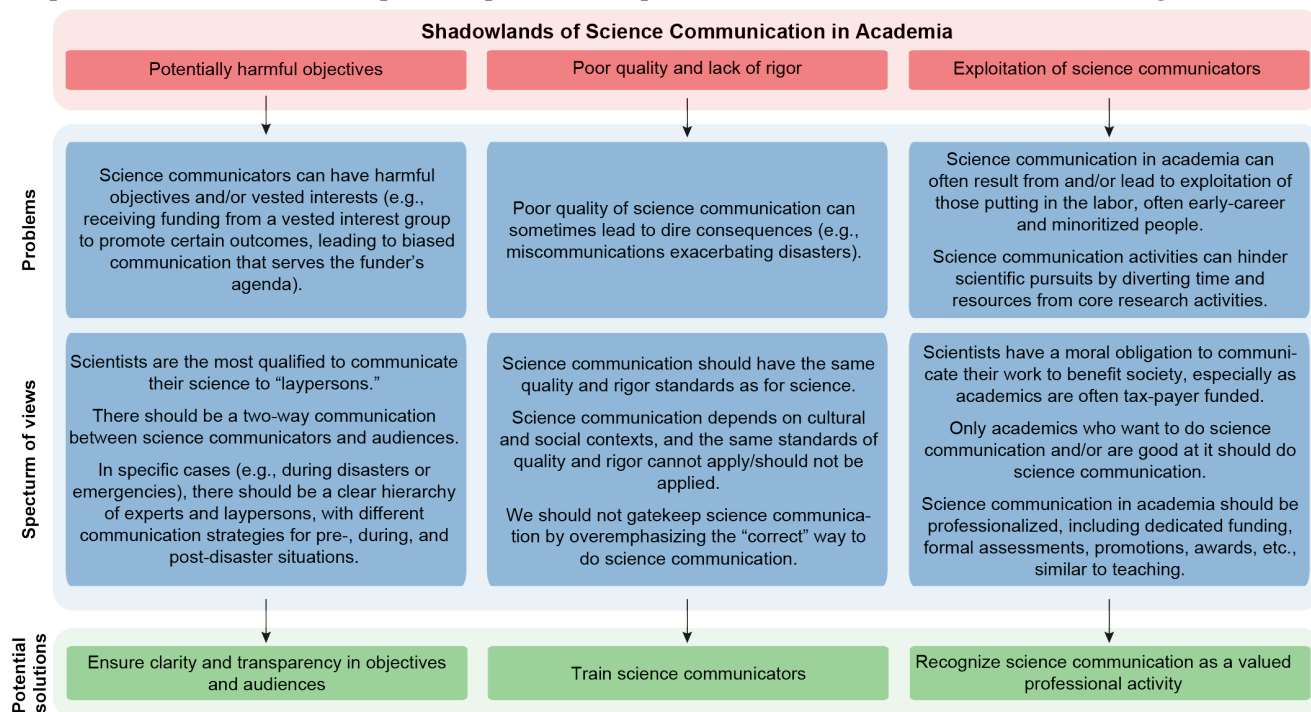 Shadowlands of Science Communication in Academia
Potentially harmful objectives
Poor quality and lack of rigor
Exploitation of science communicators
Problems
Science communicators can have harmful
objectives and/or vested interests (e.g.,
receiving funding from a vested interest group
to promote certain outcomes, leading to biased
communication that serves the funder's
agenda).
Poor quality of science communication can
sometimes lead to dire consequences (e.g.,
miscommunications exacerbating disasters).
Science communication in academia can
often result from and/or lead to exploitation of
those putting in the labor, often early-career
and minoritized people.
Science communication activities can hinder
scientific pursuits by diverting time and
resources from core research activities.
Specturm of views
Scientists are the most qualified to communicate
their science to “laypersons.”
There should be a two-way communication
between science communicators and audiences.
In specific cases (e.g., during disasters or
emergencies), there should be a clear hierarchy
of experts and laypersons, with different
communication strategies for pre-, during, and
post-disaster situations.
Science communication should have the same
quality and rigor standards as for science.
Science communication depends on cultural
and social contexts, and the same standards of
quality and rigor cannot apply/should not be
applied.
We should not gatekeep science communica-
tion by overemphasizing the “correct” way to
do science communication.
Scientists have a moral obligation to communi-
cate their work to benefit society, especially as
academics are often tax-payer funded.
Only academics who want to do science
communication and/or are good at it should do
science communication.
Science communication in academia should be
professionalized, including dedicated funding,
formal assessments, promotions, awards, etc.,
similar to teaching.
Potential
solutions
Ensure clarity and transparency in objectives
and audiences
Train science communicators
Recognize science communication as a valued
professional activity